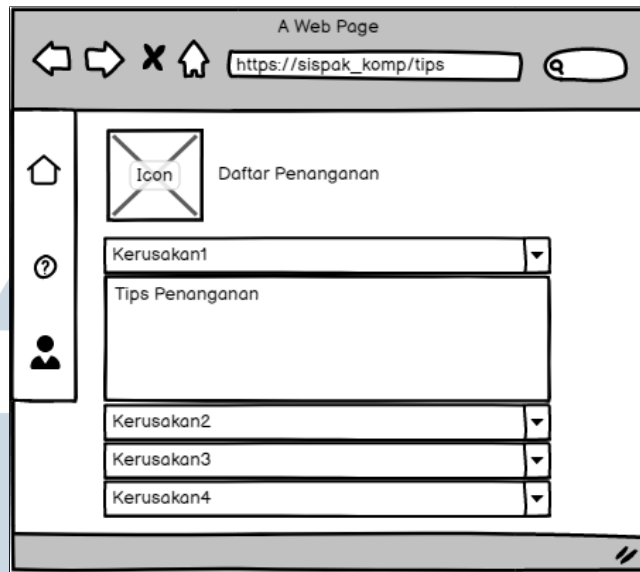 A Web Page
https://sispak_komp/tips
Icon
Daftar Penanganan
?
Kerusakan1
Tips Penanganan
Kerusakan2
Kerusakan3
Kerusakan4